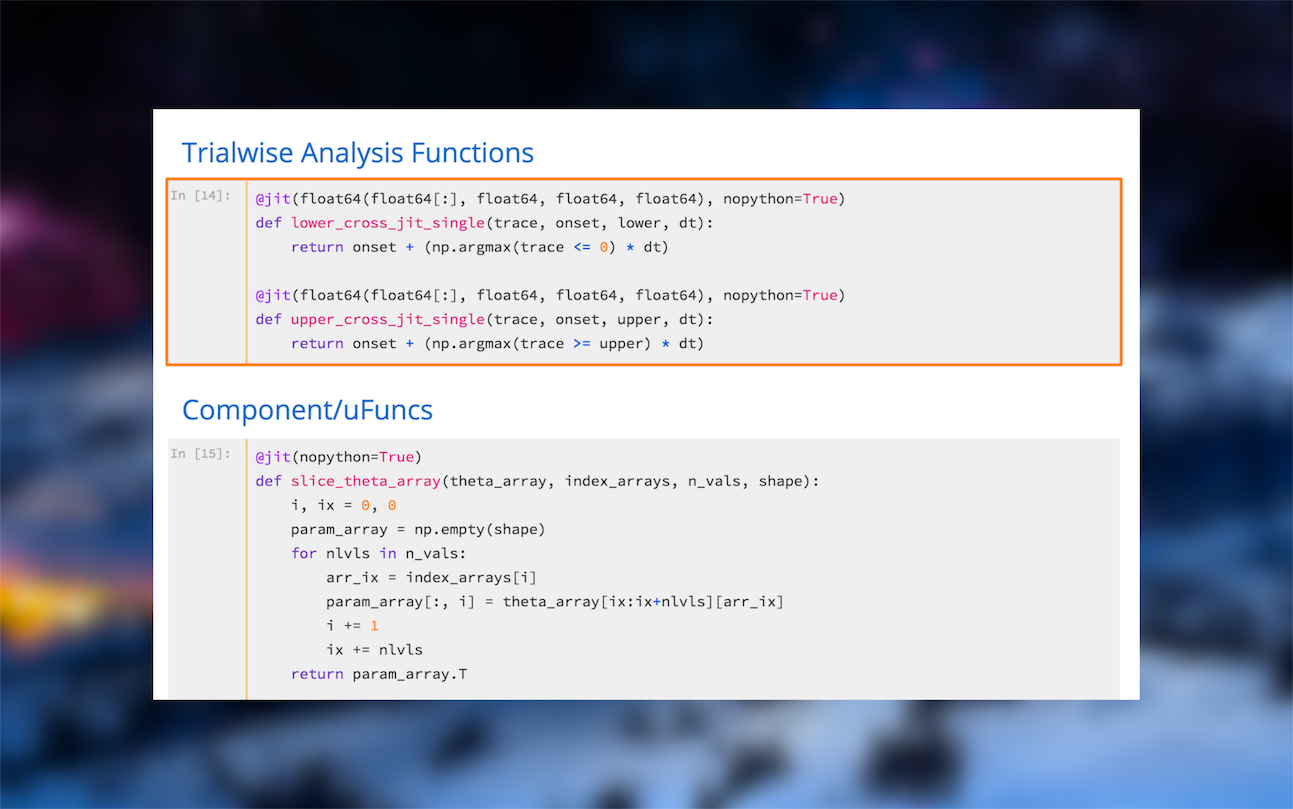 Trialwise Analysis Functions
In [14]:
@jit(float64(float64[:], float64, float64, float64), nopython=True)
def lower_cross_jit_single(trace, onset, lower, dt):
    return onset + (np.argmax(trace <= 0) * dt)
@jit(float64(float64[:], float64, float64, float64), nopython=True)
def upper_cross_jit_single(trace, onset, upper, dt):
    return onset + (np.argmax(trace >= upper) * dt)
Component/uFuncs
In [15]:
@jit(nopython=True)
def slice_theta_array(theta_array, index_arrays, n_vals, shape):
    i, ix = 0, 0
    param_array = np.empty(shape)
    for nlvls in n_vals:
        arr_ix = index_arrays[i]
        param_array[:, i] = theta_array[ix:ix+nlvls][arr_ix]
        i += 1
        ix += nlvls
    return param_array.T